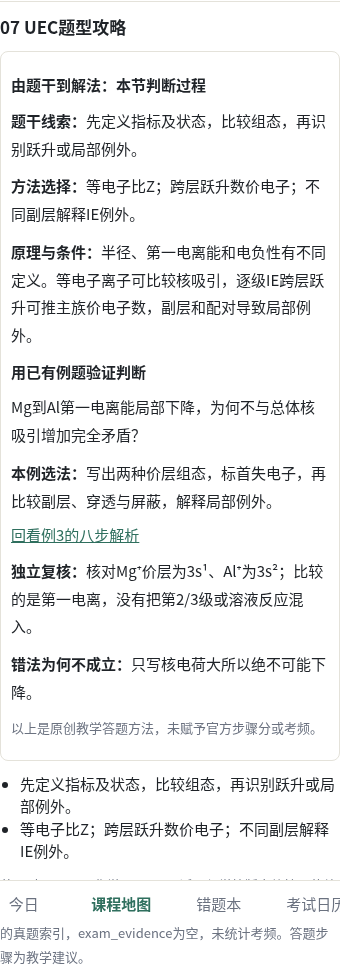 07 UEC题型攻略
由题干到解法：本节判断过程
题干线索：先定义指标及状态，比较组态，再识
别跃升或局部例外。
方法选择：等电子比Z；跨层跃升数价电子；不
同副层解释IE例外。
原理与条件：半径、第一电离能和电负性有不同
定义。等电子离子可比较核吸引，逐级IE跨层跃
升可推主族价电子数，副层和配对导致局部例
外。
用已有例题验证判断
Mg到Al第一电离能局部下降，为何不与总体核
吸引增加完全矛盾？
本例选法：写出两种价层组态，标首失电子，再
比较副层、穿透与屏蔽，解释局部例外。
回看例3的八步解析
独立复核：核对Mg⁺价层为3s¹、Al⁺为3s²；比较
的是第一电离，没有把第2/3级或溶液反应混
入。
错法为何不成立：只写核电荷大所以绝不可能下
降。
以上是原创教学答题方法，未赋予官方步骤分或考频。
先定义指标及状态，比较组态，再识别跃升或局
部例外。
等电子比Z；跨层跃升数价电子；不同副层解释
IE例外。
今日 课程地图 错题本 考试日历
的真题索引，exam_evidence为空，未统计考频。答题步
骤为教学建议。